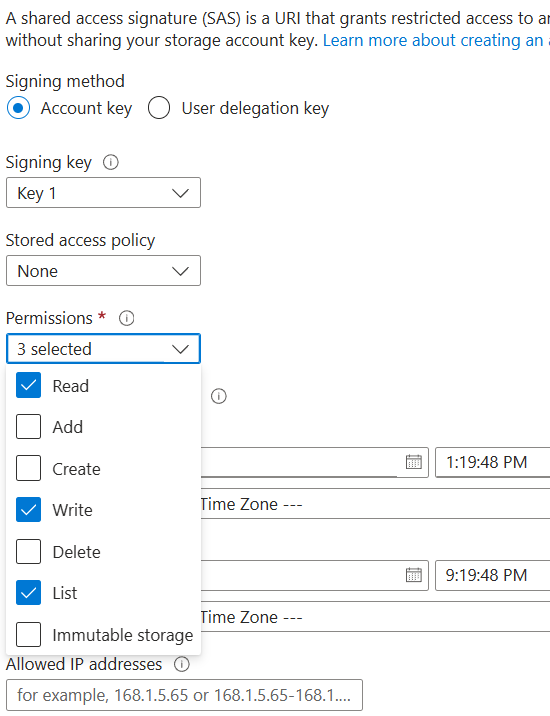 A shared access signature (SAS) is a URI that grants restricted access to
without sharing your storage account key. Learn more about creating an
Signing method
Account key User delegation key
Signing key
Key 1
Stored access policy
None
Permissions *
3 selected
Read
Add
Create
1:19:48 PM
Write
Time Zone ---
Delete
List
9:19:48 PM
Time Zone ---
Immutable storage
Allowed IP addresses
for example, 168.1.5.65 or 168.1.5.65-168.1....